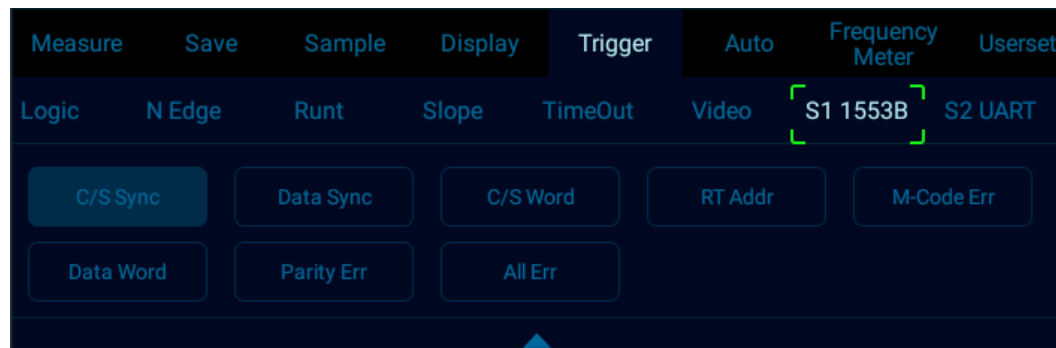 Measure Save Sample Display Trigger Auto Frequency Meter Userset
Logic N Edge Runt Slope TimeOut Video S1 1553B S2 UART
C/S Sync Data Sync C/S Word RT Addr M-Code Err
Data Word Parity Err All Err